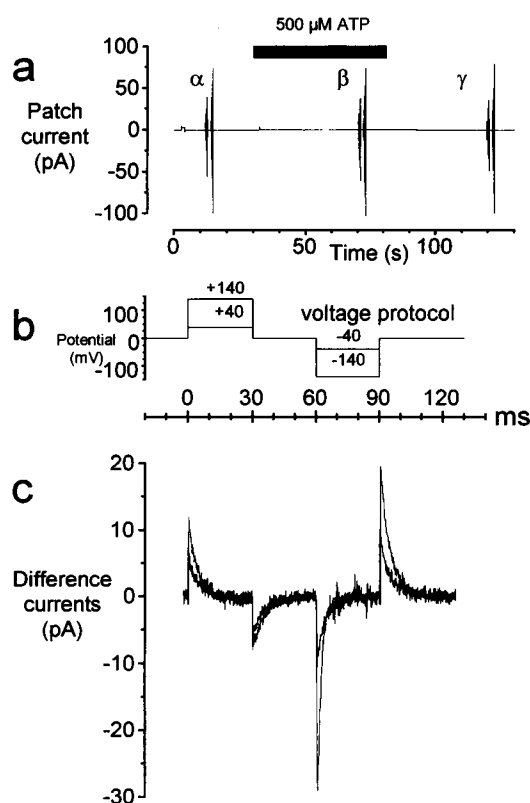 500 µM ATP
a
α β γ
Patch
current
(pA)
100
50
0
-50
-100
0 50 100
Time (s)
b
Potential
(mV)
100
0
-100
+140
+40
voltage protocol
-40
-140
0 30 60 90 120 ms
c
Difference
currents
(pA)
20
10
0
-10
-20
-30